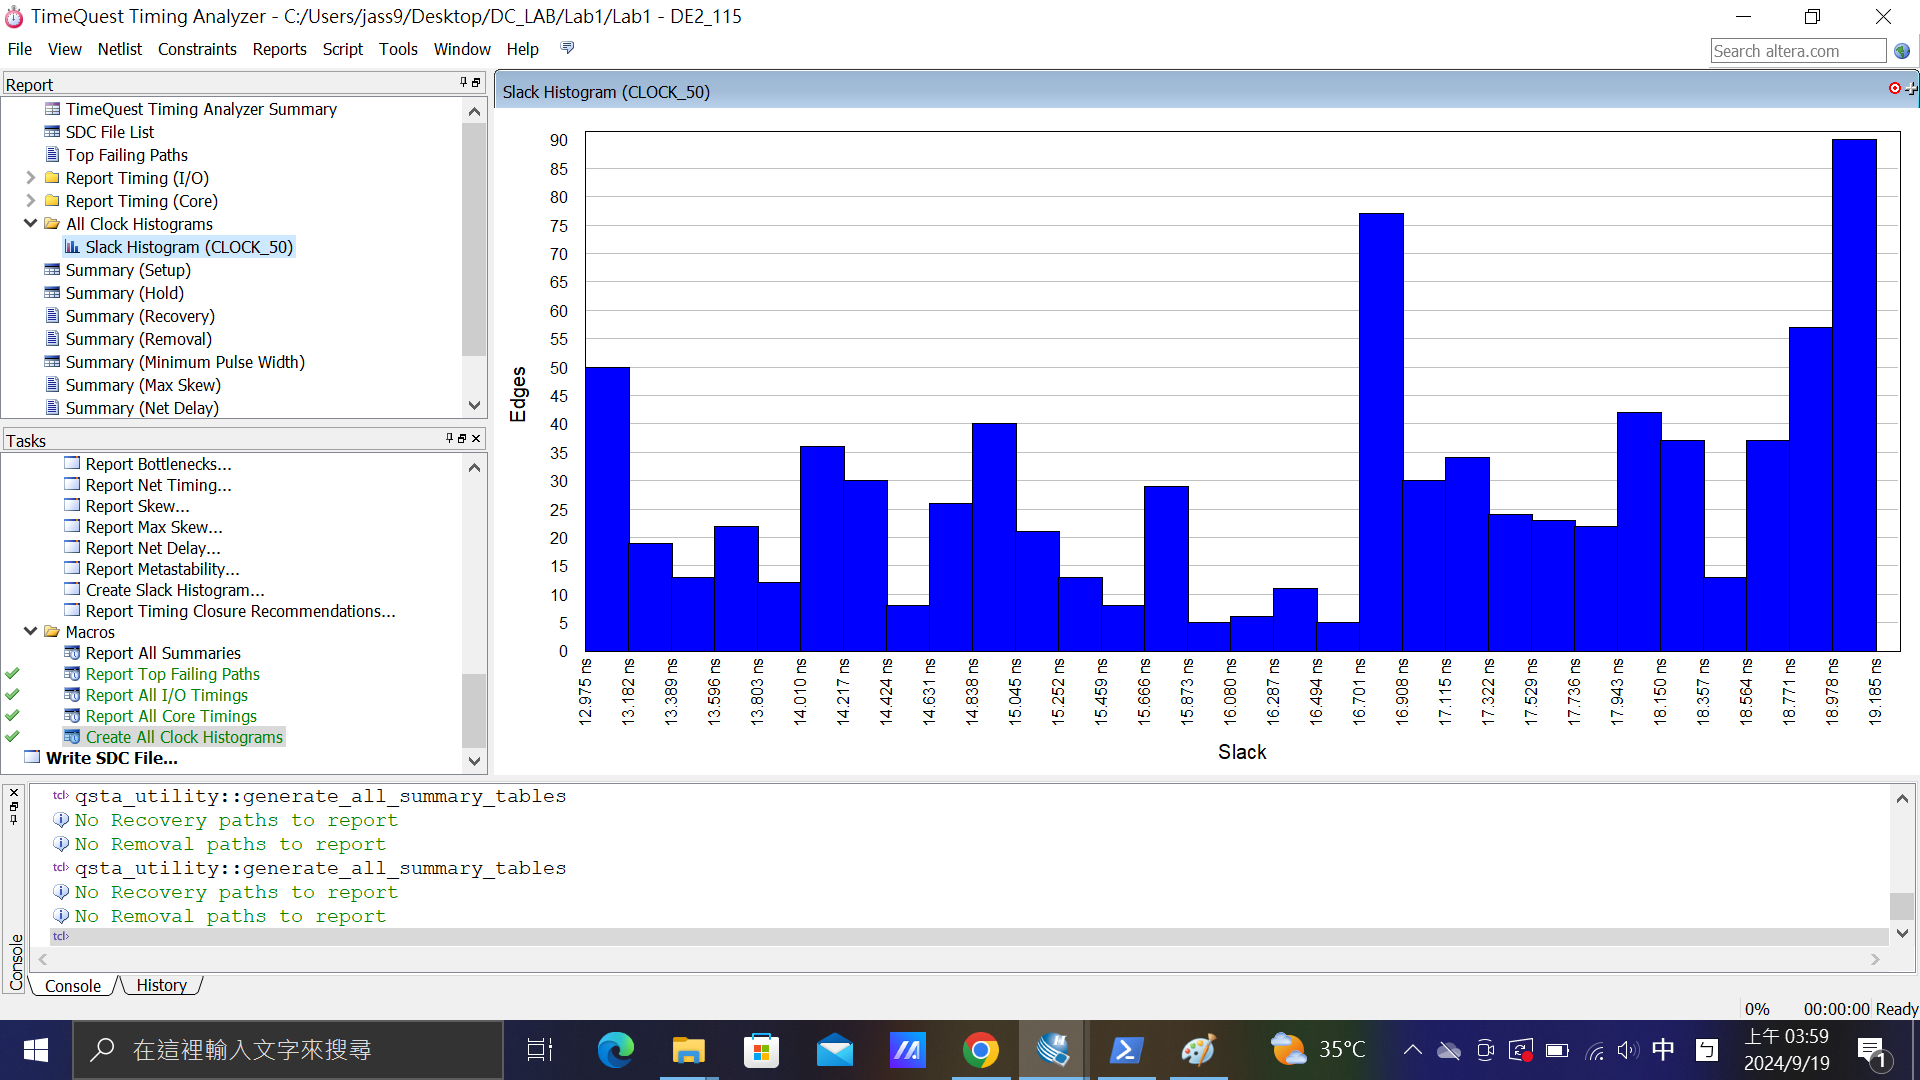 TimeQuest Timing Analyzer - C:/Users/jass9/Desktop/DC_LAB/Lab1/Lab1 - DE2_115
File View Netlist Constraints Reports Script Tools Window Help
Search altera.com
Report
TimeQuest Timing Analyzer Summary
SDC File List
Top Failing Paths
Report Timing (I/O)
Report Timing (Core)
All Clock Histograms
Slack Histogram (CLOCK_50)
Summary (Setup)
Summary (Hold)
Summary (Recovery)
Summary (Removal)
Summary (Minimum Pulse Width)
Summary (Max Skew)
Summary (Net Delay)
Tasks
Report Bottlenecks...
Report Net Timing...
Report Skew...
Report Max Skew...
Report Net Delay...
Report Metastability...
Create Slack Histogram...
Report Timing Closure Recommendations...
Macros
Report All Summaries
Report Top Failing Paths
Report All I/O Timings
Report All Core Timings
Create All Clock Histograms
Write SDC File...
Slack Histogram (CLOCK_50)
90
85
80
75
70
65
60
55
50
45
40
35
30
25
20
15
10
5
0
Edges
12.975 ns
13.182 ns
13.389 ns
13.596 ns
13.803 ns
14.010 ns
14.217 ns
14.424 ns
14.631 ns
14.838 ns
15.045 ns
15.252 ns
15.459 ns
15.666 ns
15.873 ns
16.080 ns
16.287 ns
16.494 ns
16.701 ns
16.908 ns
17.115 ns
17.322 ns
17.529 ns
17.736 ns
17.943 ns
18.150 ns
18.357 ns
18.564 ns
18.771 ns
18.978 ns
19.185 ns
Slack
tcl> qsta_utility::generate_all_summary_tables
No Recovery paths to report
No Removal paths to report
tcl> qsta_utility::generate_all_summary_tables
No Recovery paths to report
No Removal paths to report
tcl>
Console
Console History
0% 00:00:00 Ready
在這裡輸入文字來搜尋
35°C
中
ㄅ
上午 03:59
2024/9/19
1